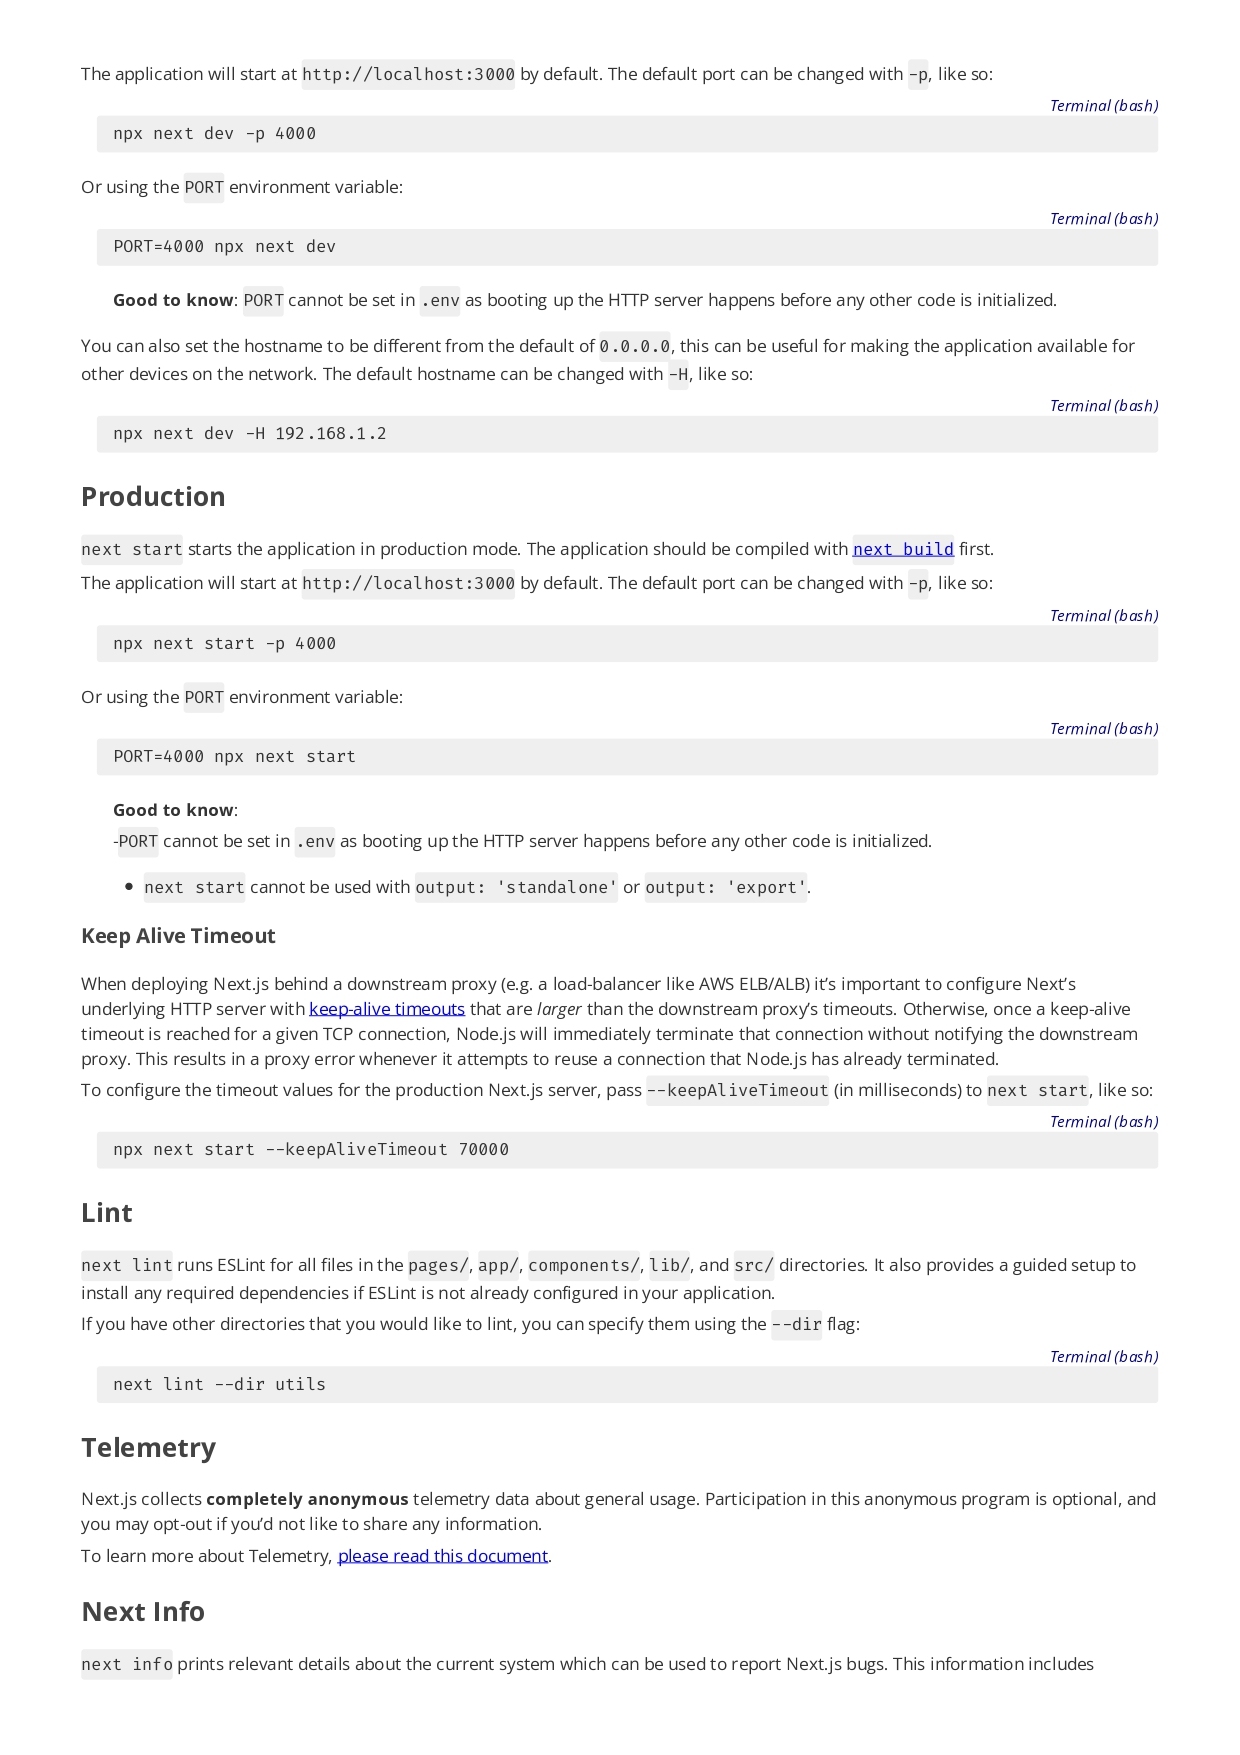 The application will start at http://localhost:3000 by default. The default port can be changed with -p, like so:
Terminal (bash)
npx next dev -p 4000
Or using the PORT environment variable:
Terminal (bash)
PORT=4000 npx next dev
Good to know: PORT cannot be set in .env as booting up the HTTP server happens before any other code is initialized.
You can also set the hostname to be different from the default of 0.0.0.0, this can be useful for making the application available for
other devices on the network. The default hostname can be changed with -H, like so:
Terminal (bash)
npx next dev -H 192.168.1.2
Production
next start starts the application in production mode. The application should be compiled with next build first.
The application will start at http://localhost:3000 by default. The default port can be changed with -p, like so:
Terminal (bash)
npx next start -p 4000
Or using the PORT environment variable:
Terminal (bash)
PORT=4000 npx next start
Good to know:
-PORT cannot be set in .env as booting up the HTTP server happens before any other code is initialized.
• next start cannot be used with output: 'standalone' or output: 'export'.
Keep Alive Timeout
When deploying Next.js behind a downstream proxy (e.g. a load-balancer like AWS ELB/ALB) it’s important to configure Next’s
underlying HTTP server with keep-alive timeouts that are larger than the downstream proxy’s timeouts. Otherwise, once a keep-alive
timeout is reached for a given TCP connection, Node.js will immediately terminate that connection without notifying the downstream
proxy. This results in a proxy error whenever it attempts to reuse a connection that Node.js has already terminated.
To configure the timeout values for the production Next.js server, pass --keepAliveTimeout (in milliseconds) to next start, like so:
Terminal (bash)
npx next start --keepAliveTimeout 70000
Lint
next lint runs ESLint for all files in the pages/, app/, components/, lib/, and src/ directories. It also provides a guided setup to
install any required dependencies if ESLint is not already configured in your application.
If you have other directories that you would like to lint, you can specify them using the --dir flag:
Terminal (bash)
next lint --dir utils
Telemetry
Next.js collects completely anonymous telemetry data about general usage. Participation in this anonymous program is optional, and
you may opt-out if you’d not like to share any information.
To learn more about Telemetry, please read this document.
Next Info
next info prints relevant details about the current system which can be used to report Next.js bugs. This information includes